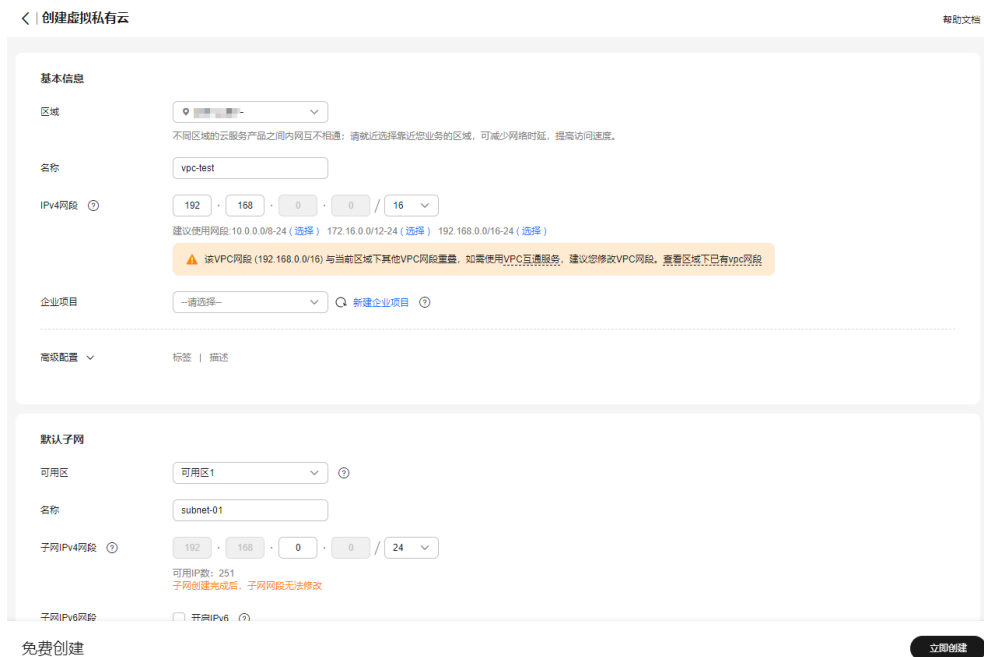 创建虚拟私有云 帮助文档
基本信息
区域
不同区域的云服务产品之间内网互不相通；请就近选择靠近您业务的区域，可减少网络时延，提高访问速度。
名称 vpc-test
IPv4网段 ? 192 · 168 · 0 · 0 / 16
建议使用网段:10.0.0.0/8-24 (选择) 172.16.0.0/12-24 (选择) 192.168.0.0/16-24 (选择)
该VPC网段 (192.168.0.0/16) 与当前区域下其他VPC网段重叠，如需使用VPC互通服务，建议您修改VPC网段。查看区域下已有vpc网段
企业项目 --请选择-- 新建企业项目 ?
高级配置 标签 | 描述
默认子网
可用区 可用区1 ?
名称 subnet-01
子网IPv4网段 ? 192 · 168 · 0 · 0 / 24
可用IP数：251
子网创建完成后，子网网段无法修改
子网IPv6网段 开启IPv6 ?
免费创建 立即创建